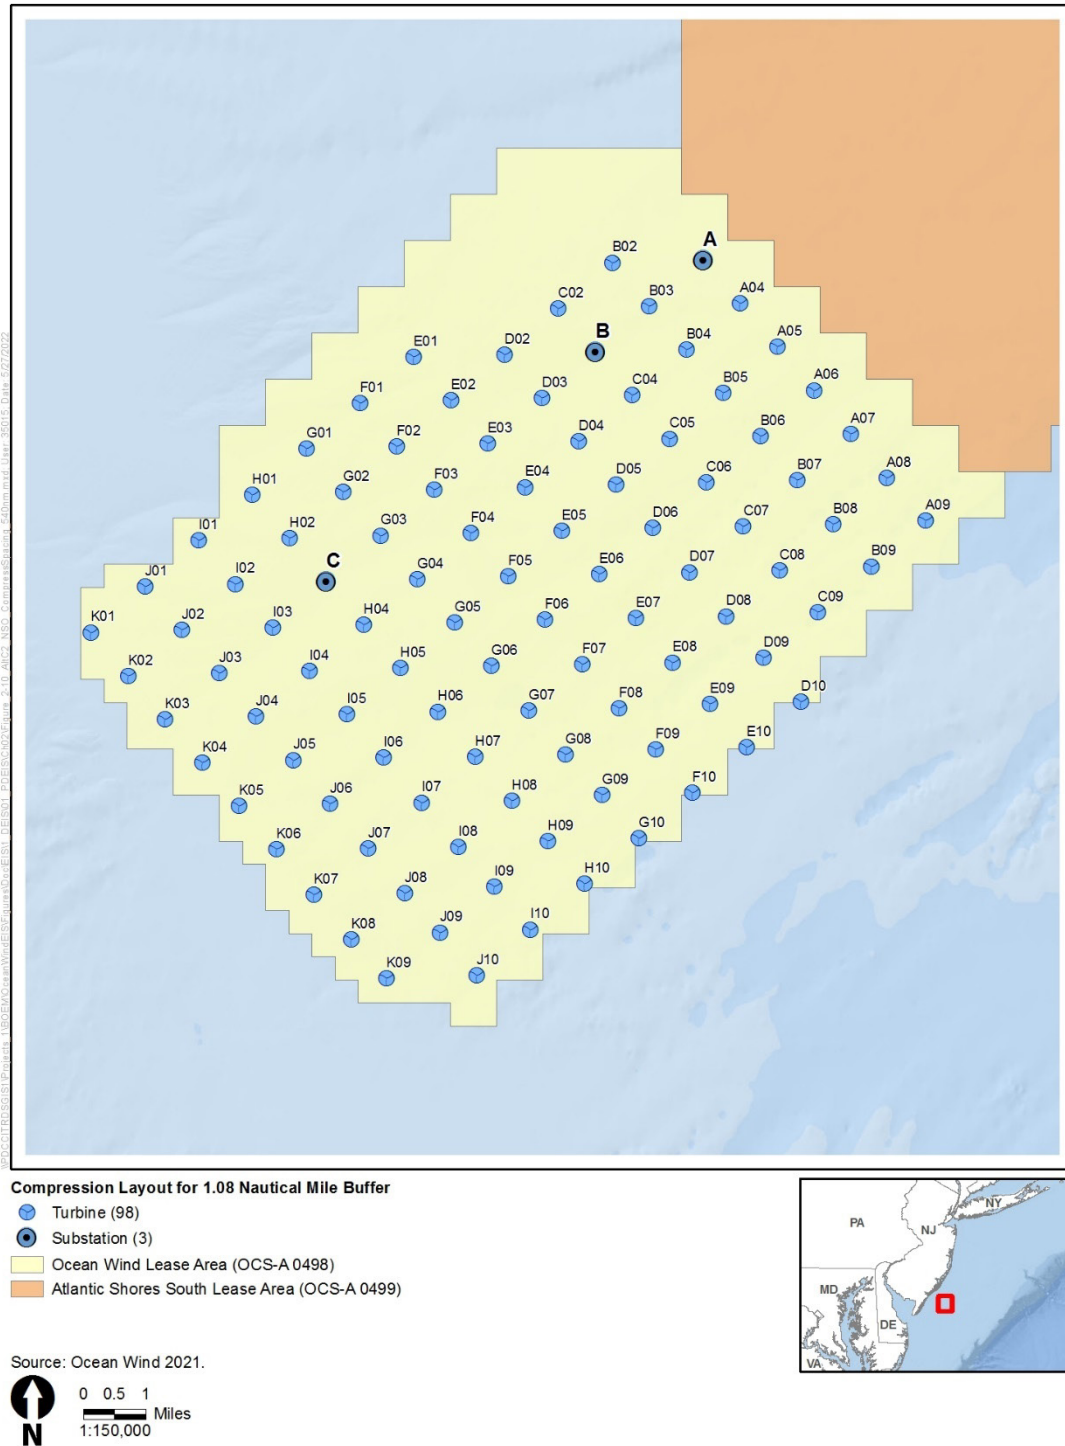 B02
A
C02
B03
A04
B
E01
D02
B04
A05
F01
E02
D03
C04
B05
A06
G01
F02
E03
D04
C05
B06
A07
H01
G02
F03
E04
D05
C06
B07
A08
I01
H02
G03
F04
E05
D06
C07
B08
A09
J01
I02
C
G04
F05
E06
D07
C08
B09
K01
J02
I03
H04
G05
F06
E07
D08
C09
K02
J03
I04
H05
G06
F07
E08
D09
K03
J04
I05
H06
G07
F08
E09
D10
K04
J05
I06
H07
G08
F09
E10
K05
J06
I07
H08
G09
F10
K06
J07
I08
H09
G10
K07
J08
I09
H10
K08
J09
I10
K09
J10
Compression Layout for 1.08 Nautical Mile Buffer
Turbine (98)
Substation (3)
Ocean Wind Lease Area (OCS-A 0498)
Atlantic Shores South Lease Area (OCS-A 0499)
Source: Ocean Wind 2021.
N
0 0.5 1
Miles
1:150,000
NY
PA
NJ
MD
DE
VA